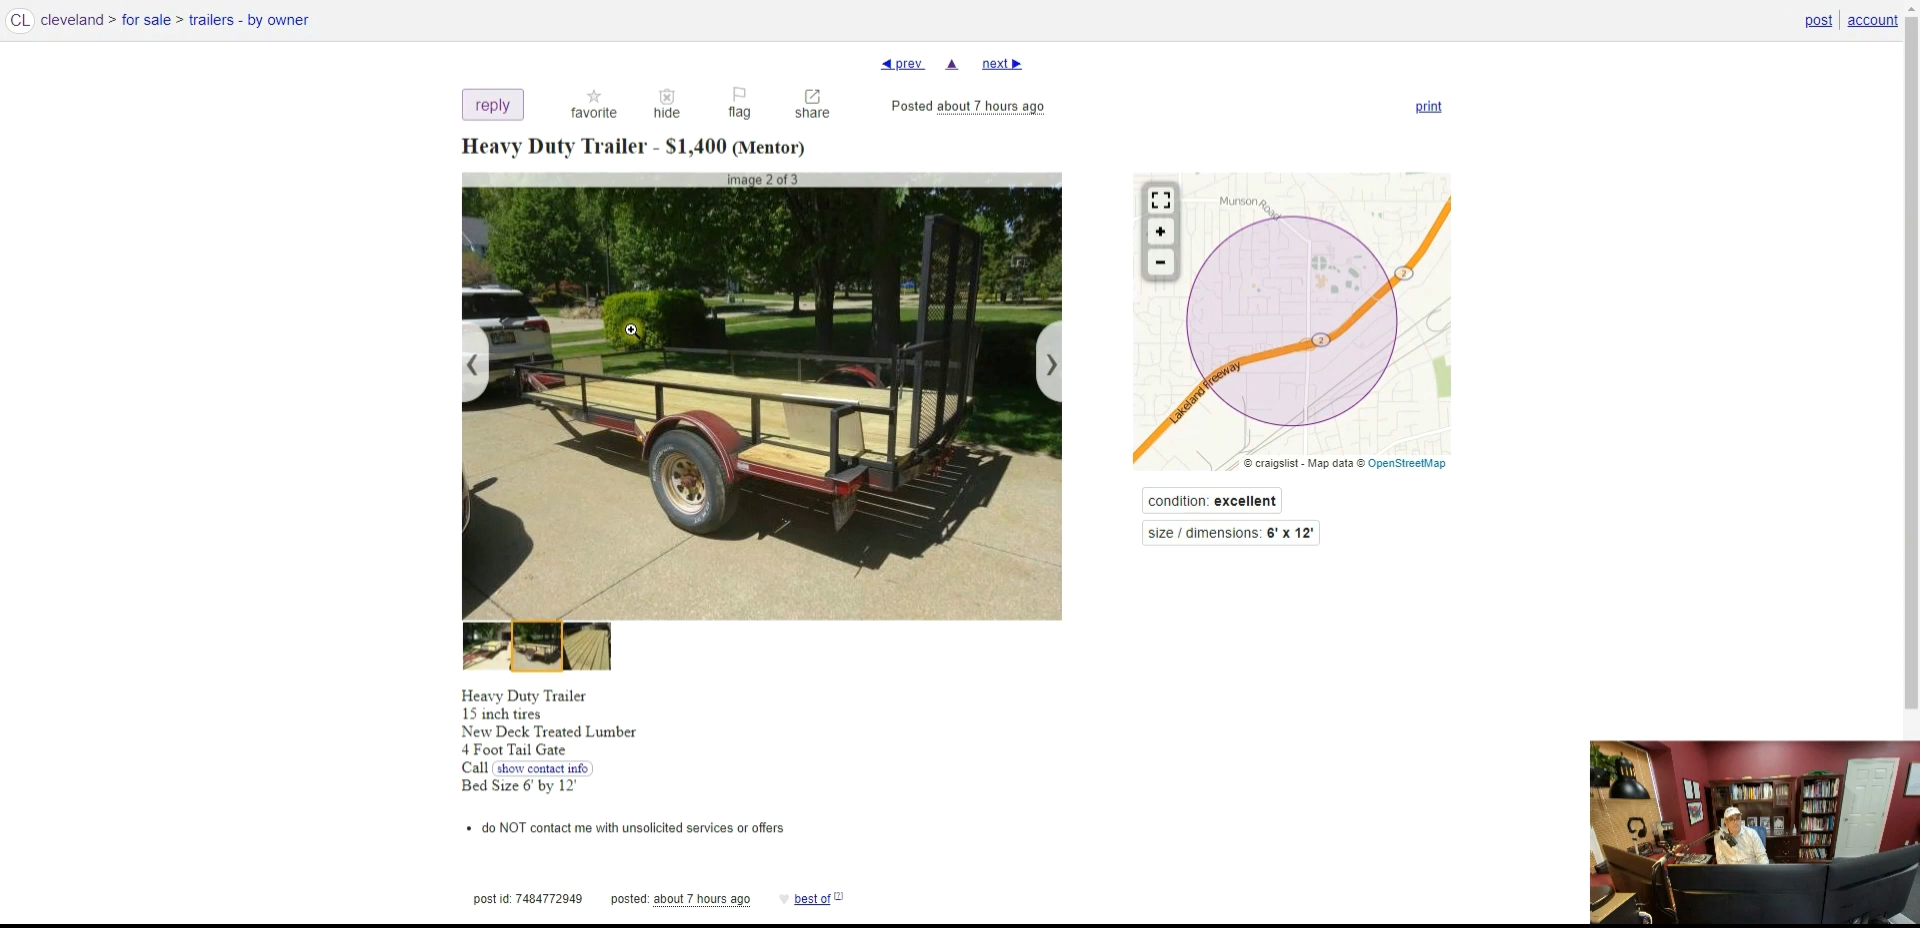 CL cleveland > for sale > trailers - by owner
post account
◀ prev ▲ next ▶
reply
favorite hide flag share
Posted about 7 hours ago
print
Heavy Duty Trailer - $1,400 (Mentor)
image 2 of 3
Munson Road
+
−
2
2
Lakeland Freeway
© craigslist - Map data © OpenStreetMap
condition: excellent
size / dimensions: 6' x 12'
Heavy Duty Trailer
15 inch tires
New Deck Treated Lumber
4 Foot Tail Gate
Call show contact info
Bed Size 6' by 12'
• do NOT contact me with unsolicited services or offers
post id: 7484772949
posted: about 7 hours ago
best of [?]